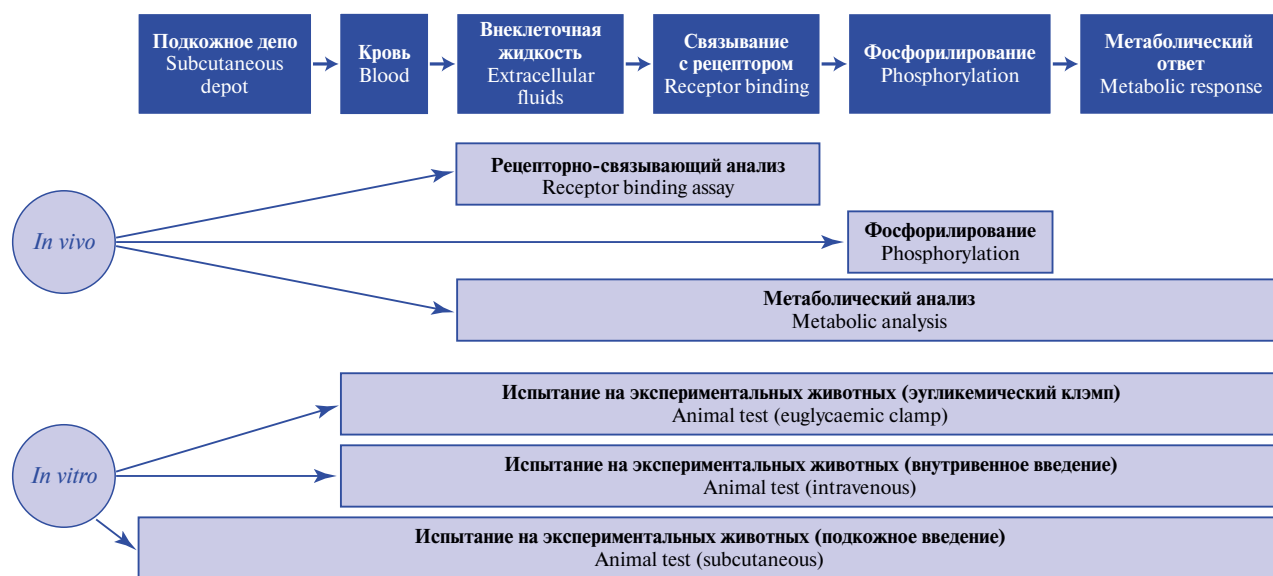 Подкожное депо
Subcutaneous
depot
Кровь
Blood
Внеклеточная
жидкость
Extracellular
fluids
Связывание
с рецептором
Receptor binding
Фосфорилирование
Phosphorylation
Метаболический
ответ
Metabolic response
In vivo
Рецепторно-связывающий анализ
Receptor binding assay
Фосфорилирование
Phosphorylation
Метаболический анализ
Metabolic analysis
In vitro
Испытание на экспериментальных животных (эугликемический клэмп)
Animal test (euglycaemic clamp)
Испытание на экспериментальных животных (внутривенное введение)
Animal test (intravenous)
Испытание на экспериментальных животных (подкожное введение)
Animal test (subcutaneous)